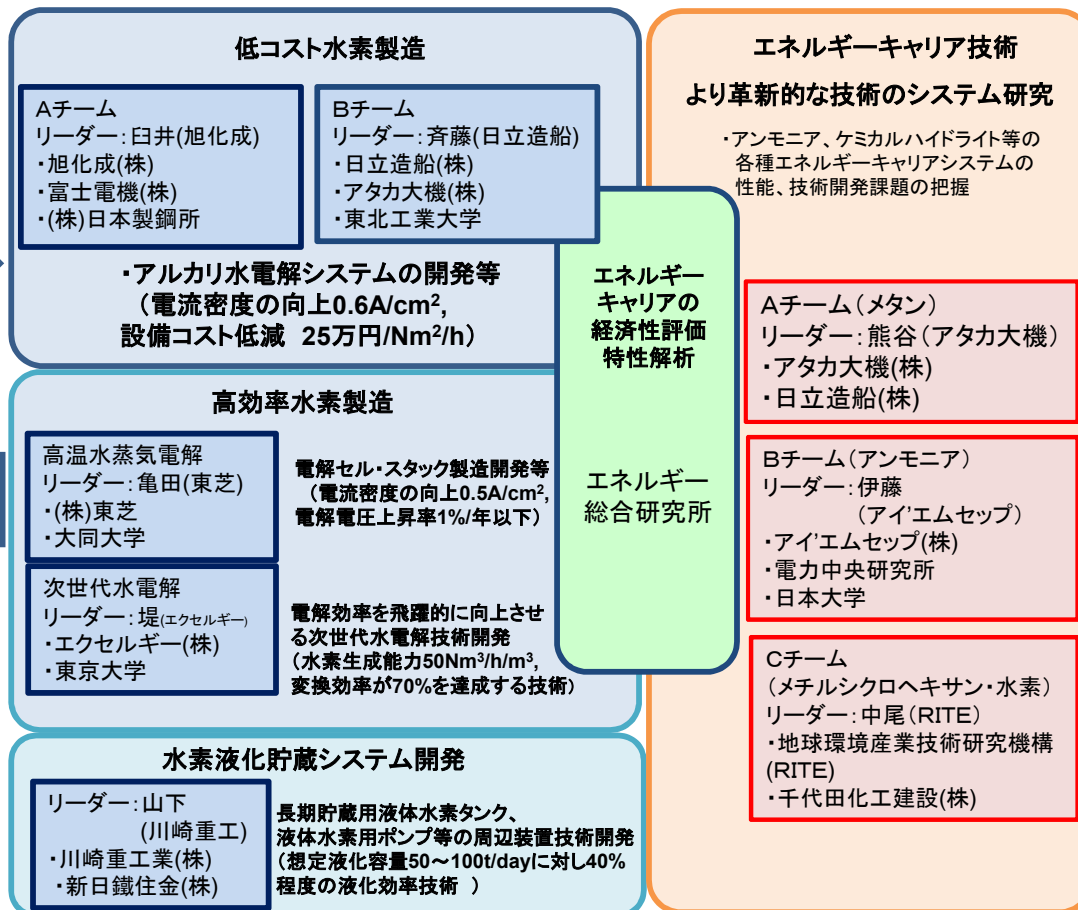 低コスト水素製造
Aチーム
リーダー：臼井(旭化成)
・旭化成(株)
・富士電機(株)
・(株)日本製鋼所
Bチーム
リーダー：斉藤(日立造船)
・日立造船(株)
・アタカ大機(株)
・東北工業大学
・アルカリ水電解システムの開発等
（電流密度の向上0.6A/cm²,
設備コスト低減 25万円/Nm²/h）
高効率水素製造
高温水蒸気電解
リーダー：亀田(東芝)
・(株)東芝
・大同大学
電解セル・スタック製造開発等
（電流密度の向上0.5A/cm²,
電解電圧上昇率1%/年以下）
次世代水電解
リーダー：堤(エクセルギー)
・エクセルギー(株)
・東京大学
電解効率を飛躍的に向上させ
る次世代水電解技術開発
（水素生成能力50Nm³/h/m³,
変換効率が70%を達成する技術）
水素液化貯蔵システム開発
リーダー：山下
(川崎重工)
・川崎重工業(株)
・新日鐵住金(株)
長期貯蔵用液体水素タンク、
液体水素用ポンプ等の周辺装置技術開発
（想定液化容量50～100t/dayに対し40%
程度の液化効率技術 ）
エネルギー
キャリアの
経済性評価
特性解析
エネルギー
総合研究所
エネルギーキャリア技術
より革新的な技術のシステム研究
・アンモニア、ケミカルハイドライト等の
各種エネルギーキャリアシステムの
性能、技術開発課題の把握
Aチーム（メタン）
リーダー：熊谷（アタカ大機）
・アタカ大機(株)
・日立造船(株)
Bチーム（アンモニア）
リーダー：伊藤
（アイ'エムセップ）
・アイ'エムセップ(株)
・電力中央研究所
・日本大学
Cチーム
（メチルシクロヘキサン・水素）
リーダー：中尾（RITE）
・地球環境産業技術研究機構
(RITE)
・千代田化工建設(株)